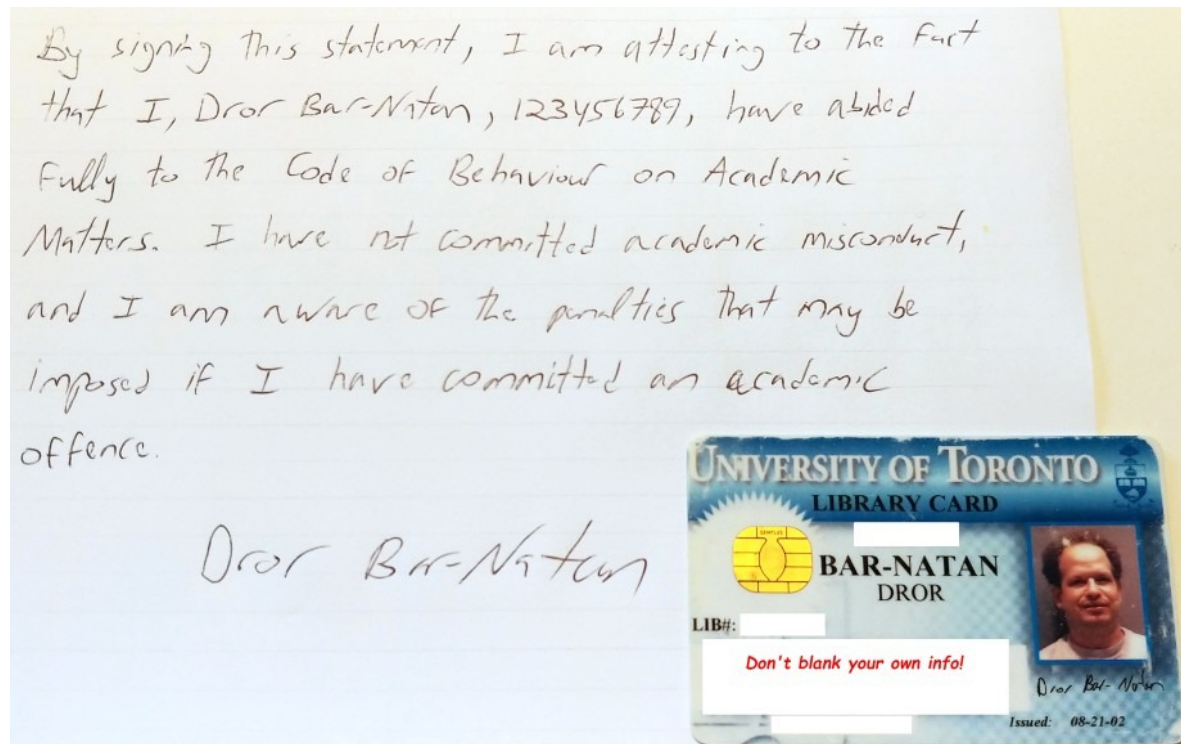 By signing this statement, I am attesting to the fact
that I, Dror Bar-Natan, 123456789, have abided
fully to the Code of Behaviour on Academic
Matters. I have not committed academic misconduct,
and I am aware of the penalties that may be
imposed if I have committed an academic
offence.
Dror Bar-Natan
UNIVERSITY OF TORONTO
LIBRARY CARD
BAR-NATAN
DROR
LIB#:
Don't blank your own info!
Dror Bar-Natan
Issued: 08-21-02